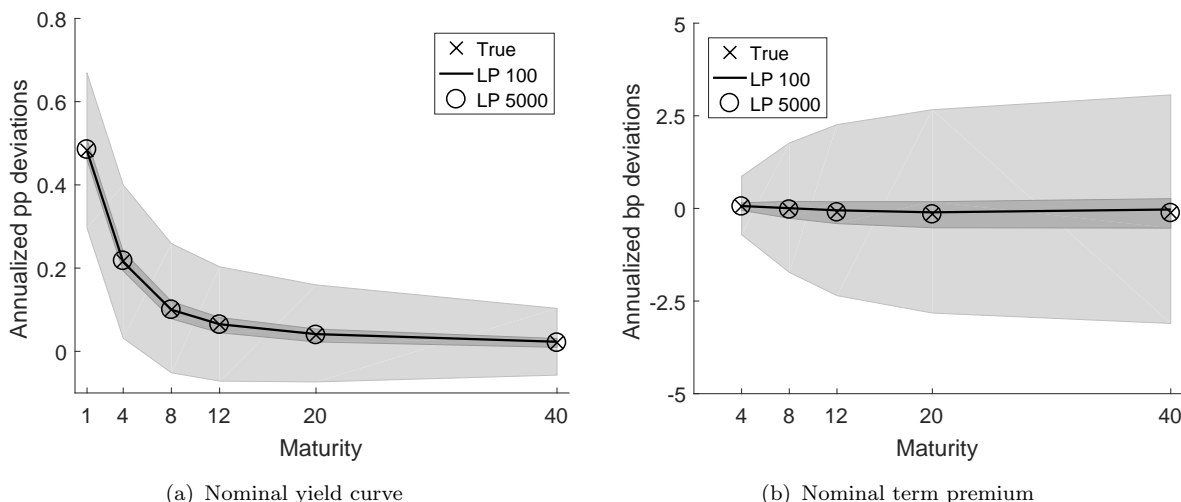 0.8
0.6
0.4
0.2
0
Annualized pp deviations
True
LP 100
LP 5000
1 4 8 12 20 40
Maturity
(a) Nominal yield curve
5
2.5
0
-2.5
-5
Annualized bp deviations
True
LP 100
LP 5000
4 8 12 20 40
Maturity
(b) Nominal term premium